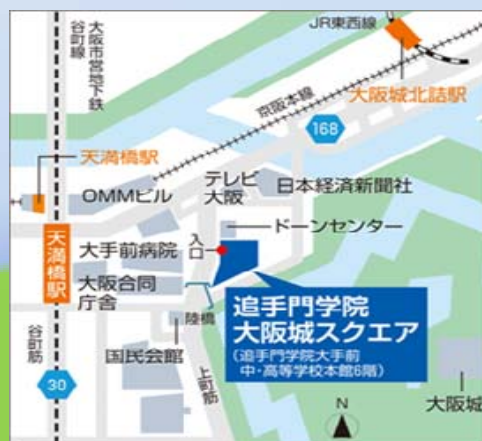 大阪市営地下鉄
谷町線
JR東西線
大阪城北詰駅
京阪本線
168
天満橋駅
OMMビル
テレビ
大阪
日本経済新聞社
ドーンセンター
天満橋駅
大手前病院
入口
大阪合同
庁舎
陸橋
追手門学院
大阪城スクエア
(追手門学院大手前
中・高等学校本館6階)
国民会館
谷町筋
上町筋
30
大阪城
N